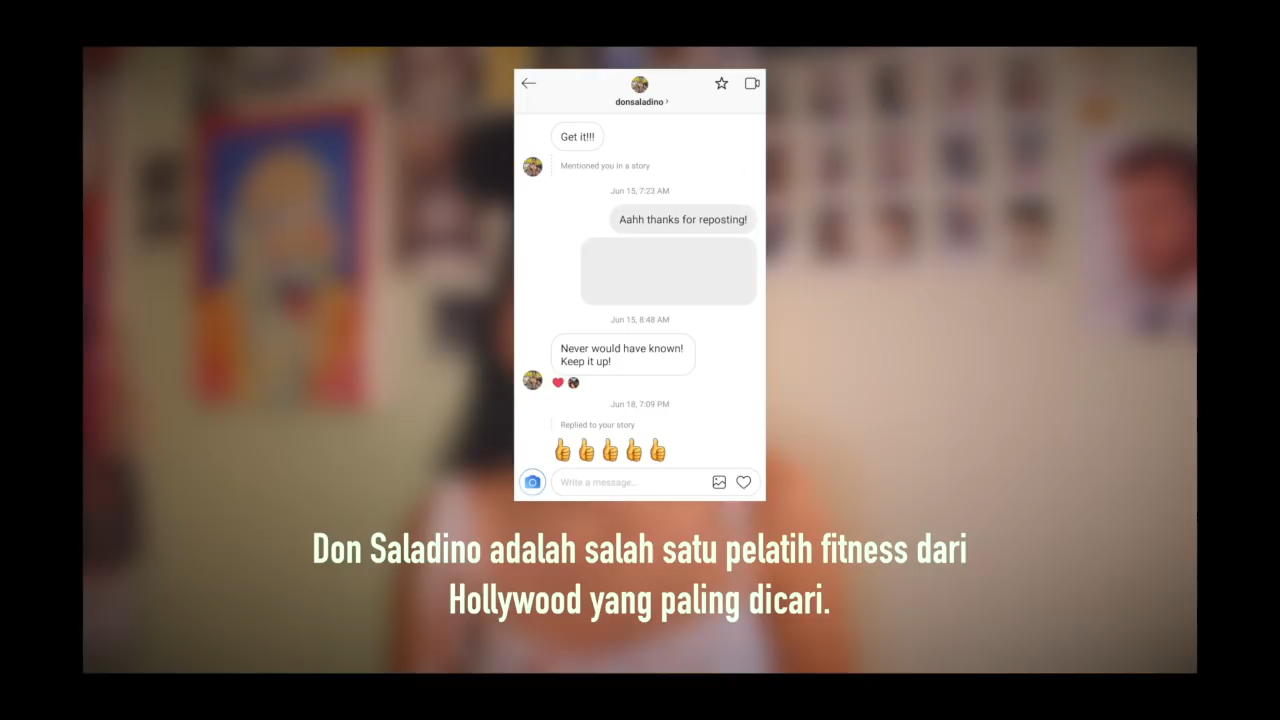 donsaladino ›
Get it!!!
Mentioned you in a story
Jun 15, 7:23 AM
Aahh thanks for reposting!
Jun 15, 8:48 AM
Never would have known!
Keep it up!
Jun 18, 7:09 PM
Replied to your story
Write a message...
Don Saladino adalah salah satu pelatih fitness dari
Hollywood yang paling dicari.